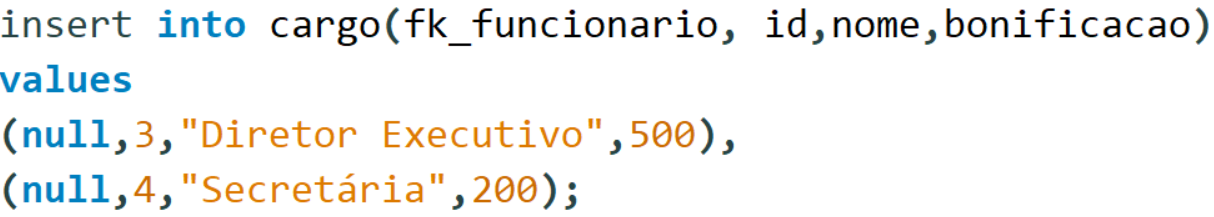 insert into cargo(fk_funcionario, id,nome,bonificacao)
values
(null,3,"Diretor Executivo",500),
(null,4,"Secretária",200);